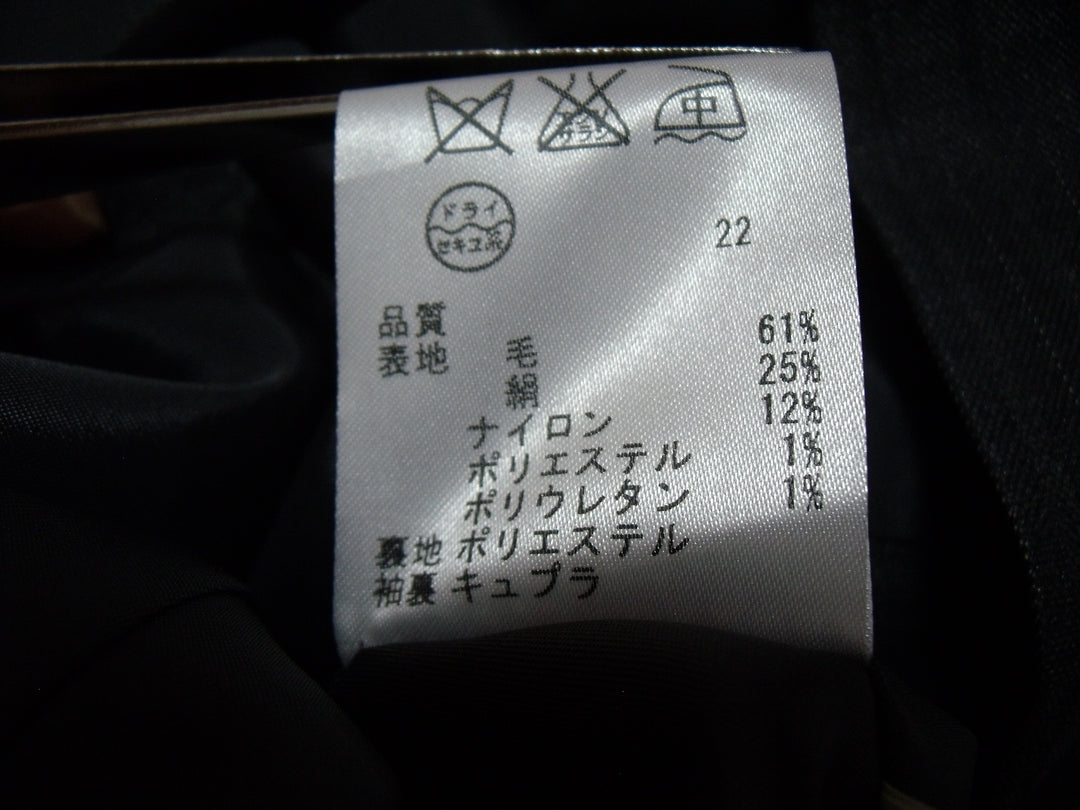 エンソ
サラシ
中
ドライ
セキユ系
22
品質
表地 毛 61%
絹 25%
ナイロン 12%
ポリエステル 1%
ポリウレタン 1%
裏地 ポリエステル
袖裏 キュプラ